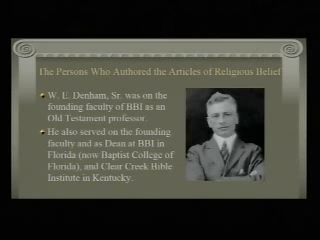 The Persons Who Authored the Articles of Religious Belief
W. E. Denham, Sr. was on the
founding faculty of BBI as an
Old Testament professor.
He also served on the founding
faculty and as Dean at BBI in
Florida (now Baptist College of
Florida), and Clear Creek Bible
Institute in Kentucky.